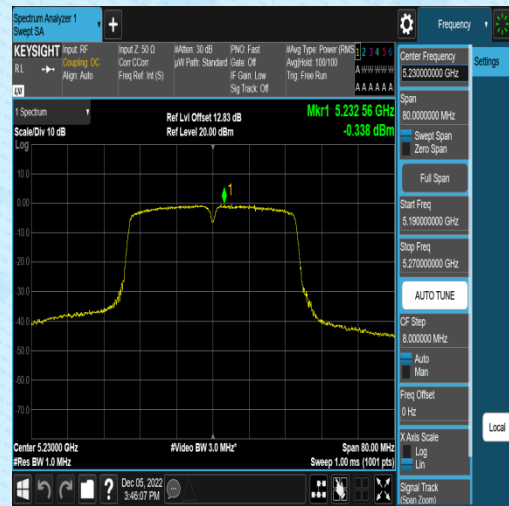 Spectrum Analyzer 1
Swept SA
+
Frequency
KEYSIGHT
RL
LXI
Input: RF
Coupling: DC
Align: Auto
Input Z: 50 Ω
Corr CCorr
Freq Ref: Int (S)
#Atten: 30 dB
µW Path: Standard
PNO: Fast
Gate: Off
IF Gain: Low
Sig Track: Off
#Avg Type: Power (RMS
Avg|Hold: 100/100
Trig: Free Run
1 2 3 4 5 6
A W W W W W
A A A A A A
1 Spectrum
Scale/Div 10 dB
Log
Ref Lvl Offset 12.83 dB
Ref Level 20.00 dBm
Mkr1 5.232 56 GHz
-0.338 dBm
10.0
0.00
-10.0
-20.0
-30.0
-40.0
-50.0
-60.0
-70.0
1
Center 5.23000 GHz
#Res BW 1.0 MHz
#Video BW 3.0 MHz*
Span 80.00 MHz
Sweep 1.00 ms (1001 pts)
Dec 05, 2022
3:46:07 PM
?
Center Frequency
5.230000000 GHz
Settings
Span
80.0000000 MHz
Swept Span
Zero Span
Full Span
Start Freq
5.190000000 GHz
Stop Freq
5.270000000 GHz
AUTO TUNE
CF Step
8.000000 MHz
Auto
Man
Freq Offset
0 Hz
X Axis Scale
Log
Lin
Signal Track
(Span Zoom)
Local